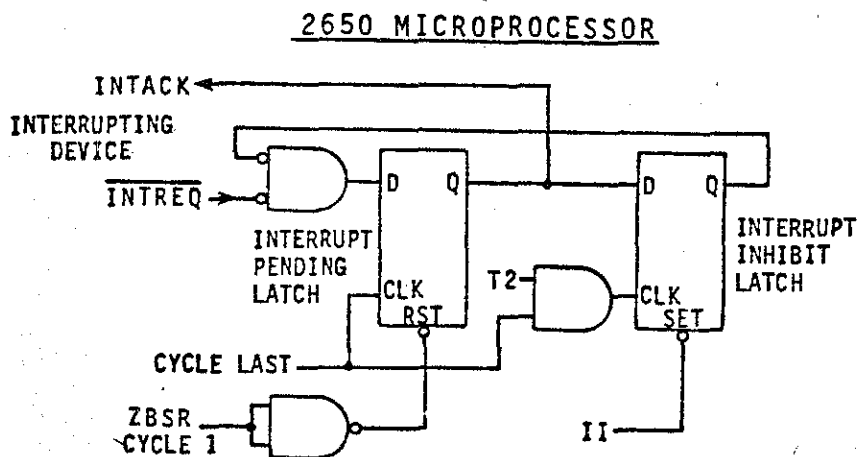 2650 MICROPROCESSOR
INTACK
INTERRUPTING
DEVICE
INTREQ
D Q
D Q
INTERRUPT
PENDING
LATCH
INTERRUPT
INHIBIT
LATCH
T2
CLK
CLK
RST
SET
CYCLE LAST
ZBSR
CYCLE 1
II